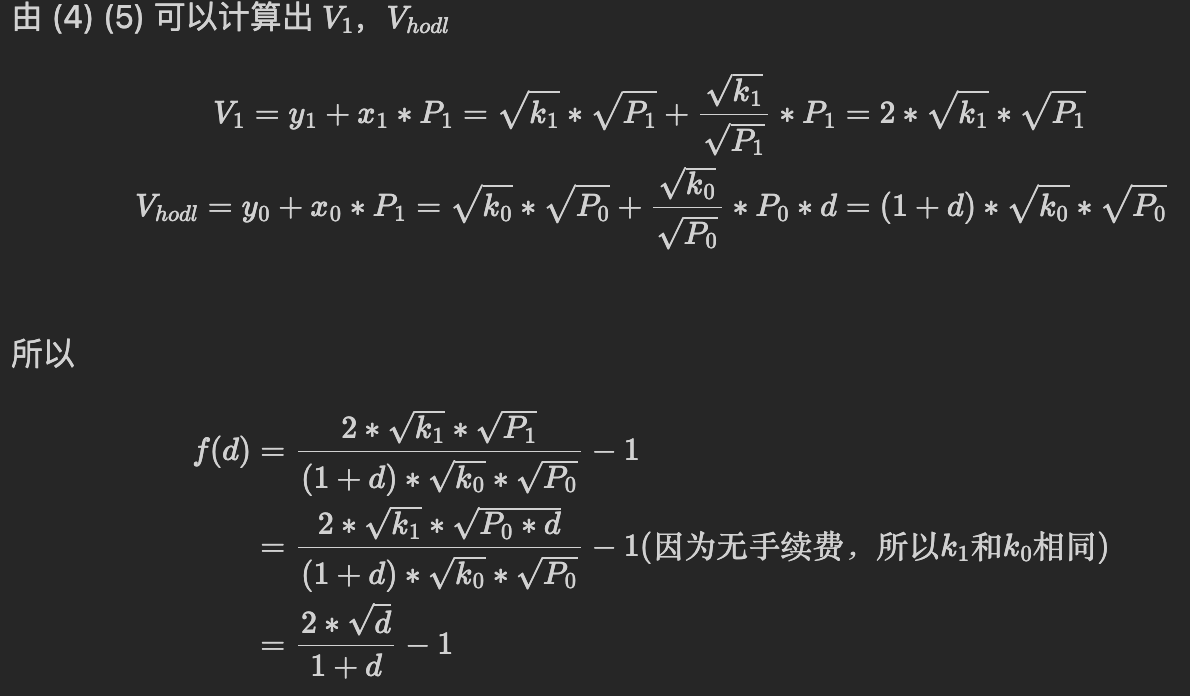 由 (4) (5) 可以计算出 $V_1$，$V_{hodl}$
$V_1 = y_1 + x_1 * P_1 = \sqrt{k_1} * \sqrt{P_1} + \frac{\sqrt{k_1}}{\sqrt{P_1}} * P_1 = 2 * \sqrt{k_1} * \sqrt{P_1}$
$V_{hodl} = y_0 + x_0 * P_1 = \sqrt{k_0} * \sqrt{P_0} + \frac{\sqrt{k_0}}{\sqrt{P_0}} * P_0 * d = (1 + d) * \sqrt{k_0} * \sqrt{P_0}$
所以
$f(d) = \frac{2 * \sqrt{k_1} * \sqrt{P_1}}{(1 + d) * \sqrt{k_0} * \sqrt{P_0}} - 1$
$= \frac{2 * \sqrt{k_1} * \sqrt{P_0 * d}}{(1 + d) * \sqrt{k_0} * \sqrt{P_0}} - 1$(因为无手续费，所以$k_1$和$k_0$相同)
$= \frac{2 * \sqrt{d}}{1 + d} - 1$